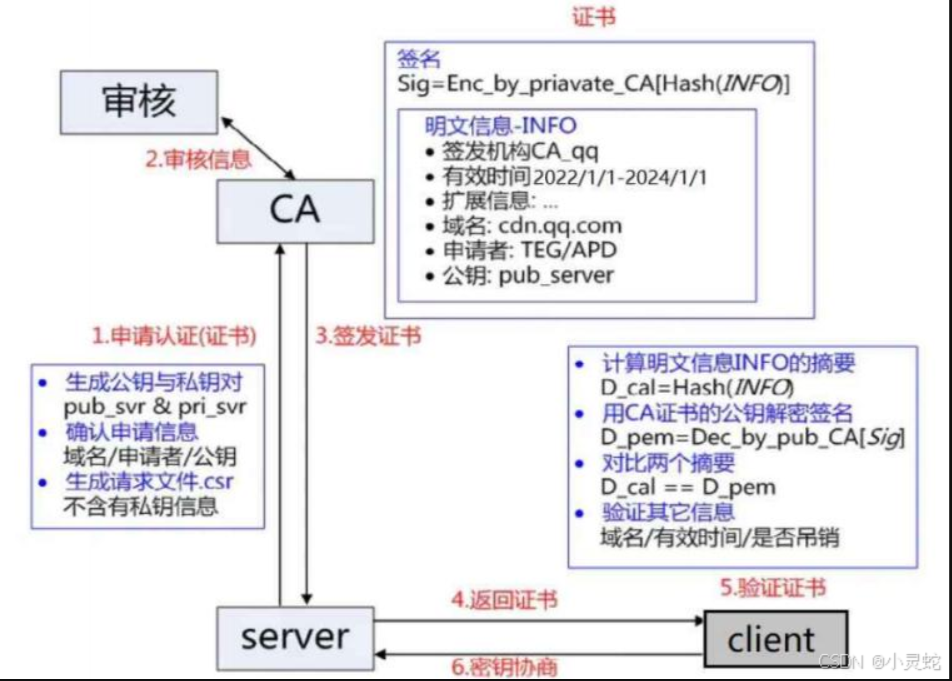 证书
签名
Sig=Enc_by_priavate_CA[Hash(INFO)]
明文信息-INFO
• 签发机构CA_qq
• 有效时间2022/1/1-2024/1/1
• 扩展信息: ...
• 域名: cdn.qq.com
• 申请者: TEG/APD
• 公钥: pub_server
审核
2.审核信息
CA
1.申请认证(证书)
3.签发证书
• 生成公钥与私钥对
pub_svr & pri_svr
• 确认申请信息
域名/申请者/公钥
• 生成请求文件.csr
不含有私钥信息
• 计算明文信息INFO的摘要
D_cal=Hash(INFO)
• 用CA证书的公钥解密签名
D_pem=Dec_by_pub_CA[Sig]
• 对比两个摘要
D_cal == D_pem
• 验证其它信息
域名/有效时间/是否吊销
server
4.返回证书
5.验证证书
client
6.密钥协商
CSDN @小灵蛇